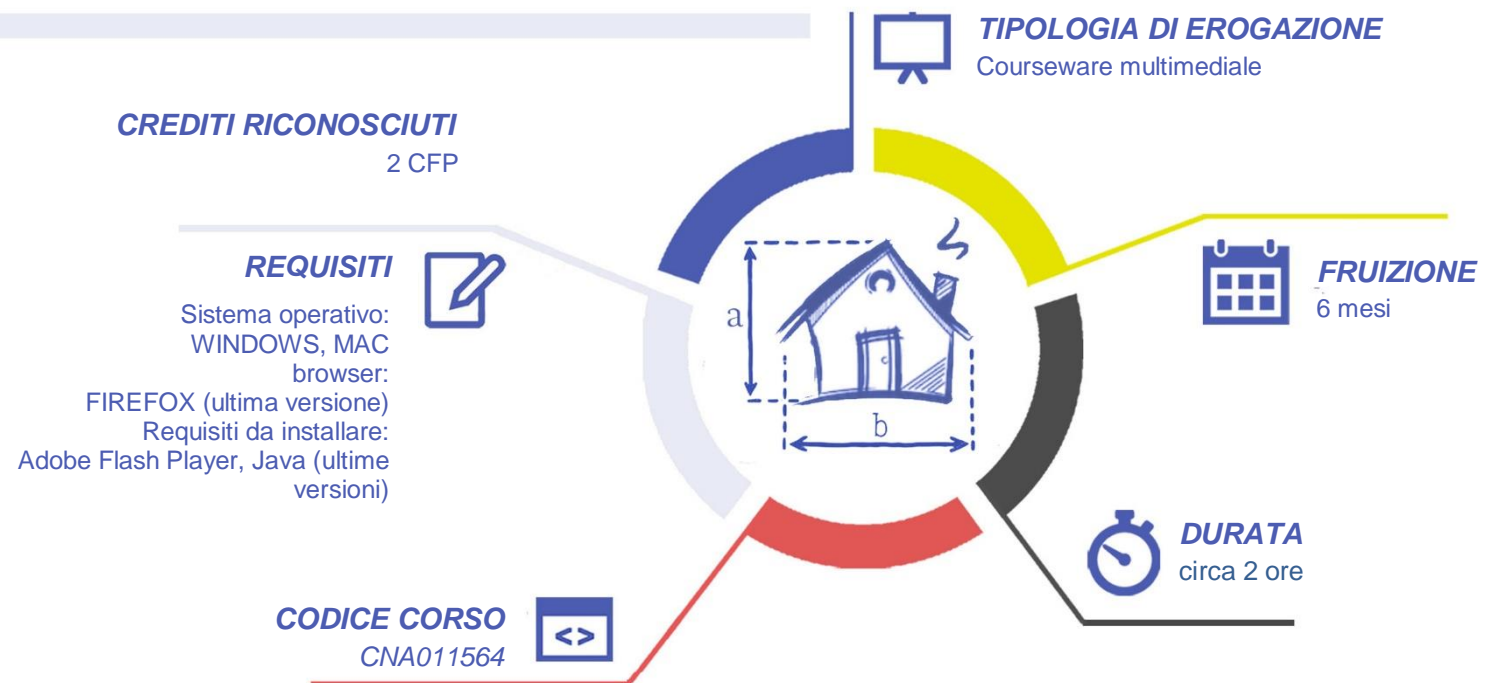 TIPOLOGIA DI EROGAZIONE
Courseware multimediale
CREDITI RICONOSCIUTI
2 CFP
REQUISITI
Sistema operativo:
WINDOWS, MAC
browser:
FIREFOX (ultima versione)
Requisiti da installare:
Adobe Flash Player, Java (ultime
versioni)
FRUIZIONE
6 mesi
a
b
DURATA
circa 2 ore
CODICE CORSO
<>
CNA011564